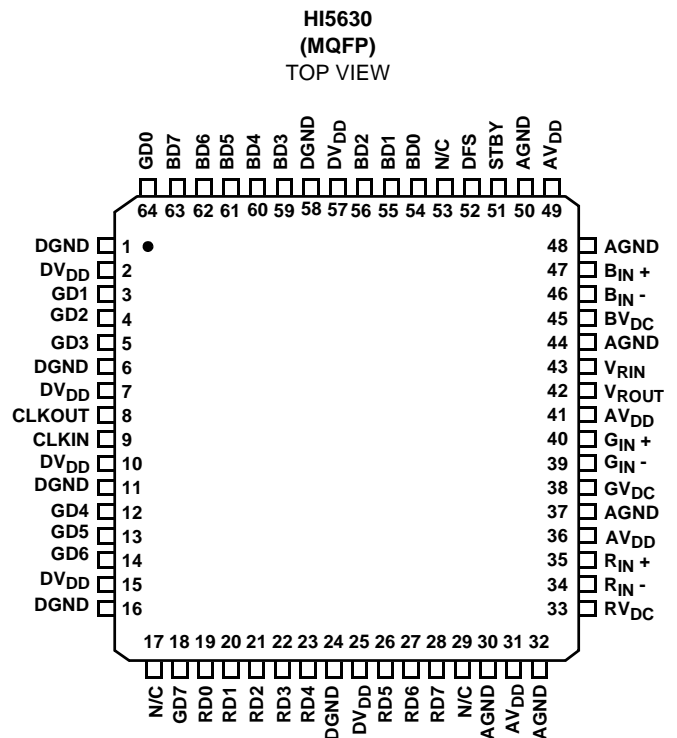 HI5630
(MQFP)
TOP VIEW
GD0 BD7 BD6 BD5 BD4 BD3 DGND DVDD BD2 BD1 BD0 N/C DFS STBY AGND AVDD
64 63 62 61 60 59 58 57 56 55 54 53 52 51 50 49
DGND 1 48 AGND
DVDD 2 47 BIN +
GD1 3 46 BIN -
GD2 4 45 BVDC
GD3 5 44 AGND
DGND 6 43 VRIN
DVDD 7 42 VROUT
CLKOUT 8 41 AVDD
CLKIN 9 40 GIN +
DVDD 10 39 GIN -
DGND 11 38 GVDC
GD4 12 37 AGND
GD5 13 36 AVDD
GD6 14 35 RIN +
DVDD 15 34 RIN -
DGND 16 33 RVDC
17 18 19 20 21 22 23 24 25 26 27 28 29 30 31 32
N/C GD7 RD0 RD1 RD2 RD3 RD4 DGND DVDD RD5 RD6 RD7 N/C AGND AVDD AGND